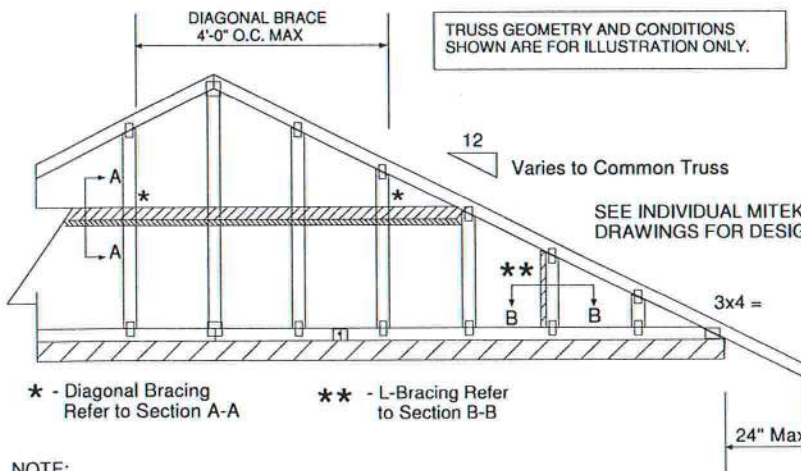 DIAGONAL BRACE
4'-0" O.C. MAX
TRUSS GEOMETRY AND CONDITIONS
SHOWN ARE FOR ILLUSTRATION ONLY.
12
Varies to Common Truss
SEE INDIVIDUAL MITEK
DRAWINGS FOR DESIG
A
*
*
A
**
B
B
3x4 =
* - Diagonal Bracing
Refer to Section A-A
** - L-Bracing Refer
to Section B-B
24" Max
NOTE: